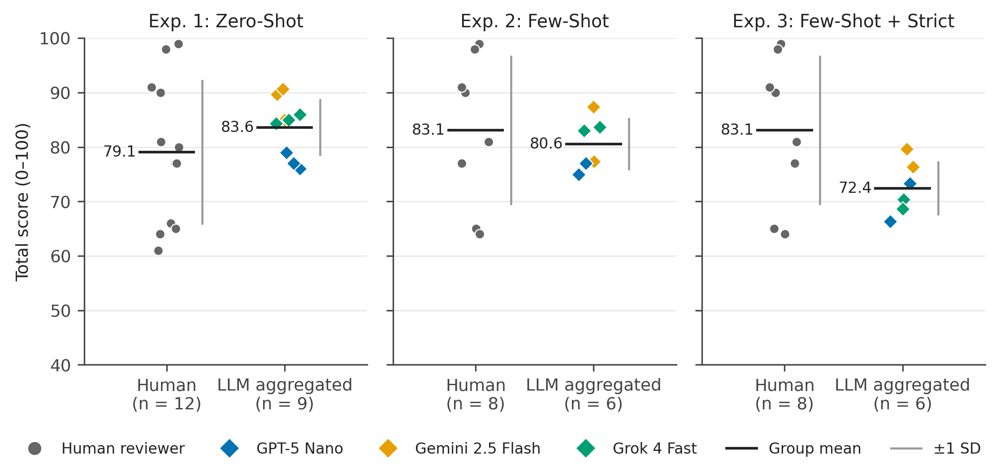 Exp. 1: Zero-Shot
Exp. 2: Few-Shot
Exp. 3: Few-Shot + Strict
Total score (0–100)
100
90
80
70
60
50
40
79.1
83.6
83.1
80.6
83.1
72.4
Human
(n = 12)
LLM aggregated
(n = 9)
Human
(n = 8)
LLM aggregated
(n = 6)
Human
(n = 8)
LLM aggregated
(n = 6)
Human reviewer
GPT-5 Nano
Gemini 2.5 Flash
Grok 4 Fast
Group mean
±1 SD